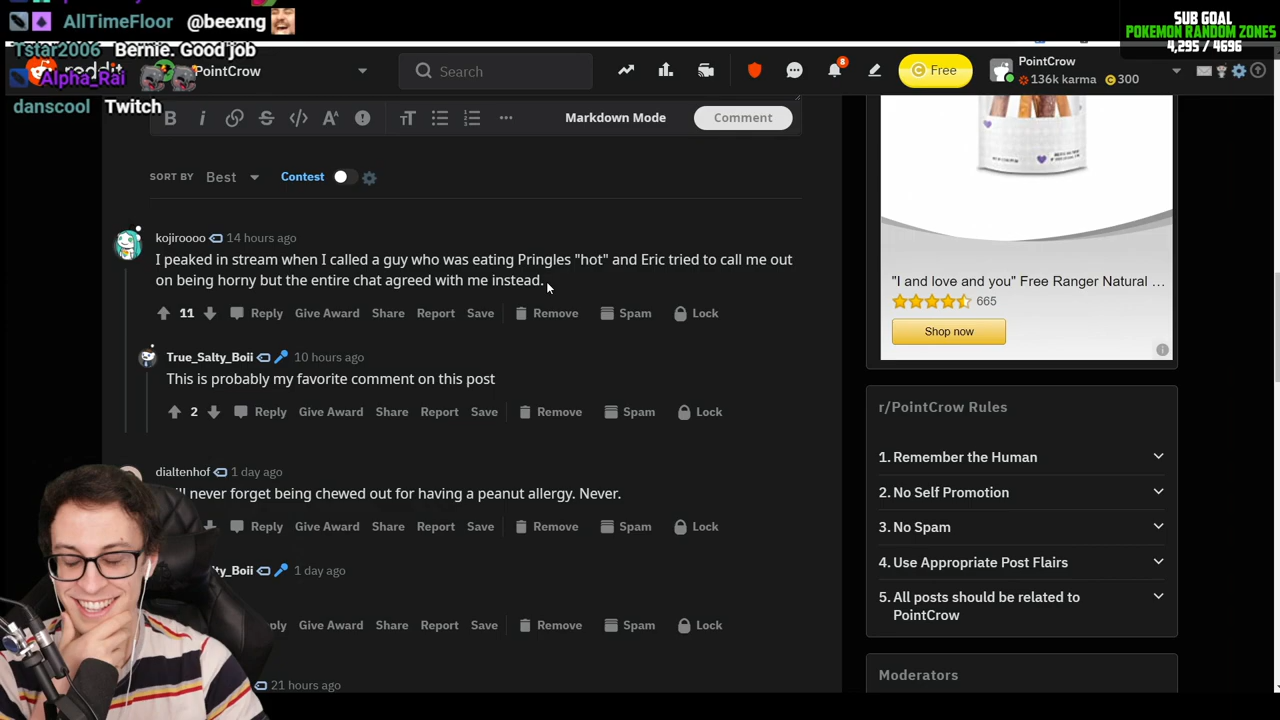 AllTimeFloor @beexng
SUB GOAL
POKEMON RANDOM ZONES
4,295 / 4696
Tstar2006 Bernie. Good job
reddit
Alpha_Rai
PointCrow
Search
8
Free
PointCrow
136k karma
300
danscool Twitch
B i
Markdown Mode
Comment
SORT BY Best
Contest
kojiroooo 14 hours ago
I peaked in stream when I called a guy who was eating Pringles "hot" and Eric tried to call me out
on being horny but the entire chat agreed with me instead.
11 Reply Give Award Share Report Save Remove Spam Lock
True_Salty_Boii 10 hours ago
This is probably my favorite comment on this post
2 Reply Give Award Share Report Save Remove Spam Lock
dialtenhof 1 day ago
never forget being chewed out for having a peanut allergy. Never.
Reply Give Award Share Report Save Remove Spam Lock
ty_Boii 1 day ago
ply Give Award Share Report Save Remove Spam Lock
21 hours ago
"I and love and you" Free Ranger Natural ...
665
Shop now
r/PointCrow Rules
1. Remember the Human
2. No Self Promotion
3. No Spam
4. Use Appropriate Post Flairs
5. All posts should be related to
PointCrow
Moderators